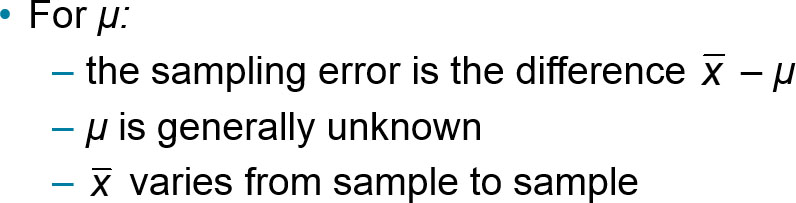 • For μ:
– the sampling error is the difference x̅ – μ
– μ is generally unknown
– x̅ varies from sample to sample